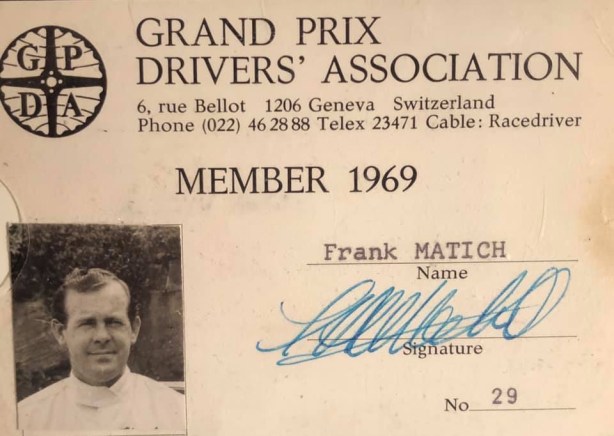 GPDA
GRAND PRIX
DRIVERS' ASSOCIATION
6, rue Bellot 1206 Geneva Switzerland
Phone (022) 46 28 88 Telex 23471 Cable: Racedriver
MEMBER 1969
Frank MATICH
Name
Signature
No 29